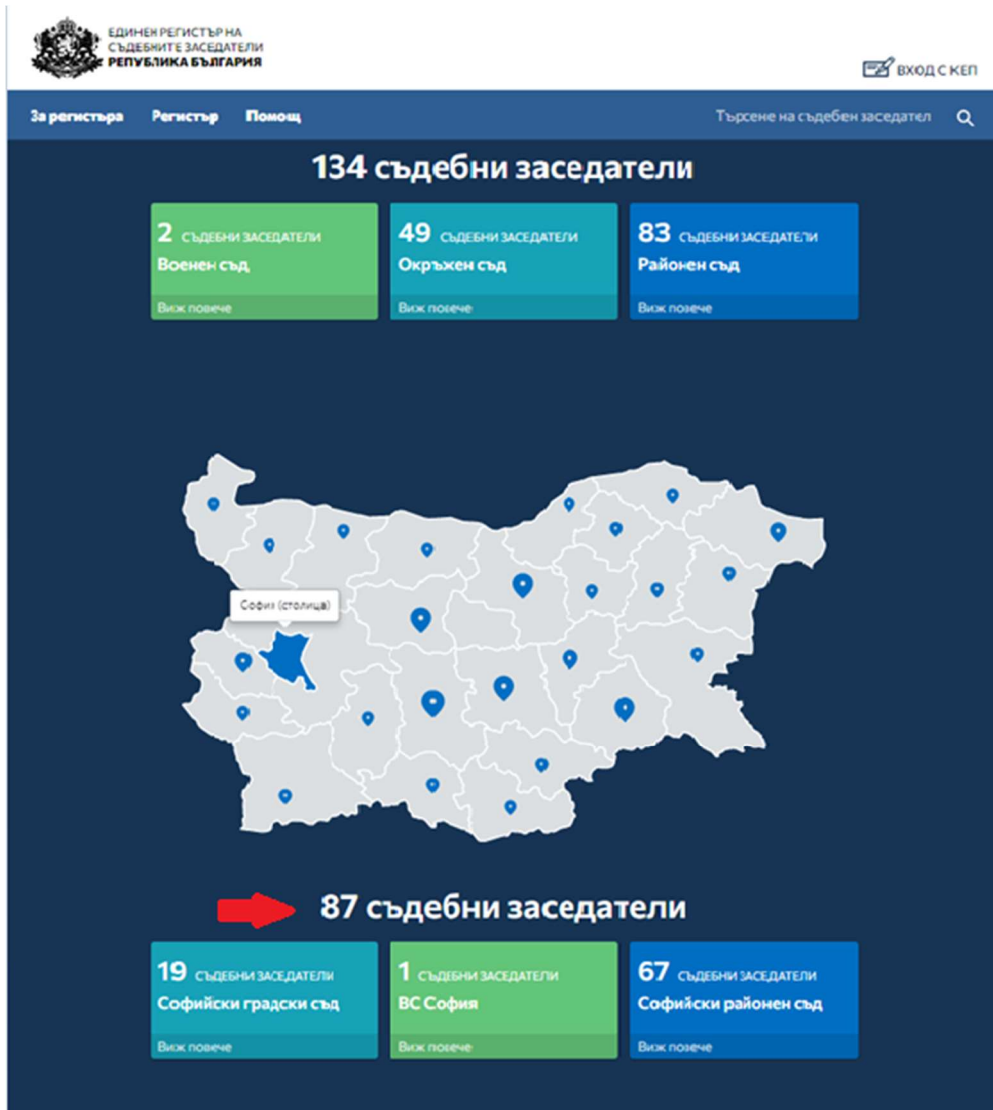 ЕДИНЕН РЕГИСТЪР НА
СЪДЕБНИТЕ ЗАСЕДАТЕЛИ
РЕПУБЛИКА БЪЛГАРИЯ
ВХОД С КЕП
За регистъра Регистър Помощ Търсене на съдебен заседател
134 съдебни заседатели
2 СЪДЕБНИ ЗАСЕДАТЕЛИ 49 СЪДЕБНИ ЗАСЕДАТЕЛИ 83 СЪДЕБНИ ЗАСЕДАТЕЛИ
Военен съд Окръжен съд Районен съд
Виж повече Виж повече Виж повече
София (столица)
87 съдебни заседатели
19 СЪДЕБНИ ЗАСЕДАТЕЛИ 1 СЪДЕБНИ ЗАСЕДАТЕЛИ 67 СЪДЕБНИ ЗАСЕДАТЕЛИ
Софийски градски съд ВС София Софийски районен съд
Виж повече Виж повече Виж повече